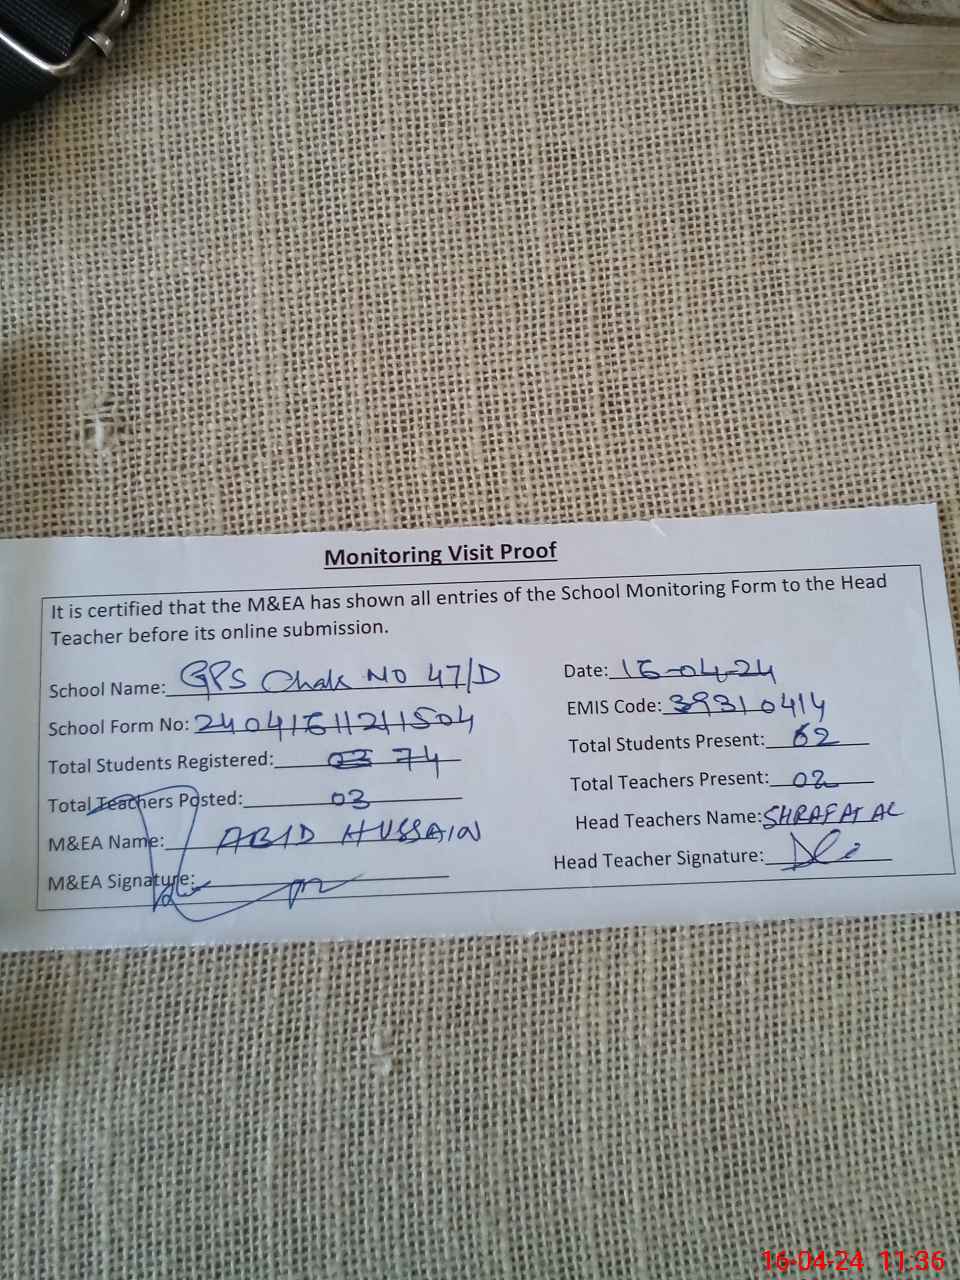 Monitoring Visit Proof
It is certified that the M&EA has shown all entries of the School Monitoring Form to the Head
Teacher before its online submission.
School Name: GPS Chak NO 47/D
Date: 16-04-24
School Form No: 24041611211504
EMIS Code: 39310414
Total Students Registered: 03 74
Total Students Present: 62
Total Teachers Posted: 03
Total Teachers Present: 02
M&EA Name: ABID HUSSAIN
Head Teachers Name: SHRAFAT AL
M&EA Signature:
Head Teacher Signature:
16-04-24 11:36